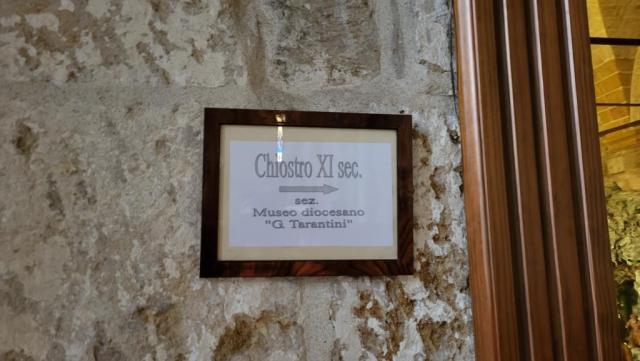 Chiostro XI sec.
sez.
Museo diocesano
"G. Tarantini"